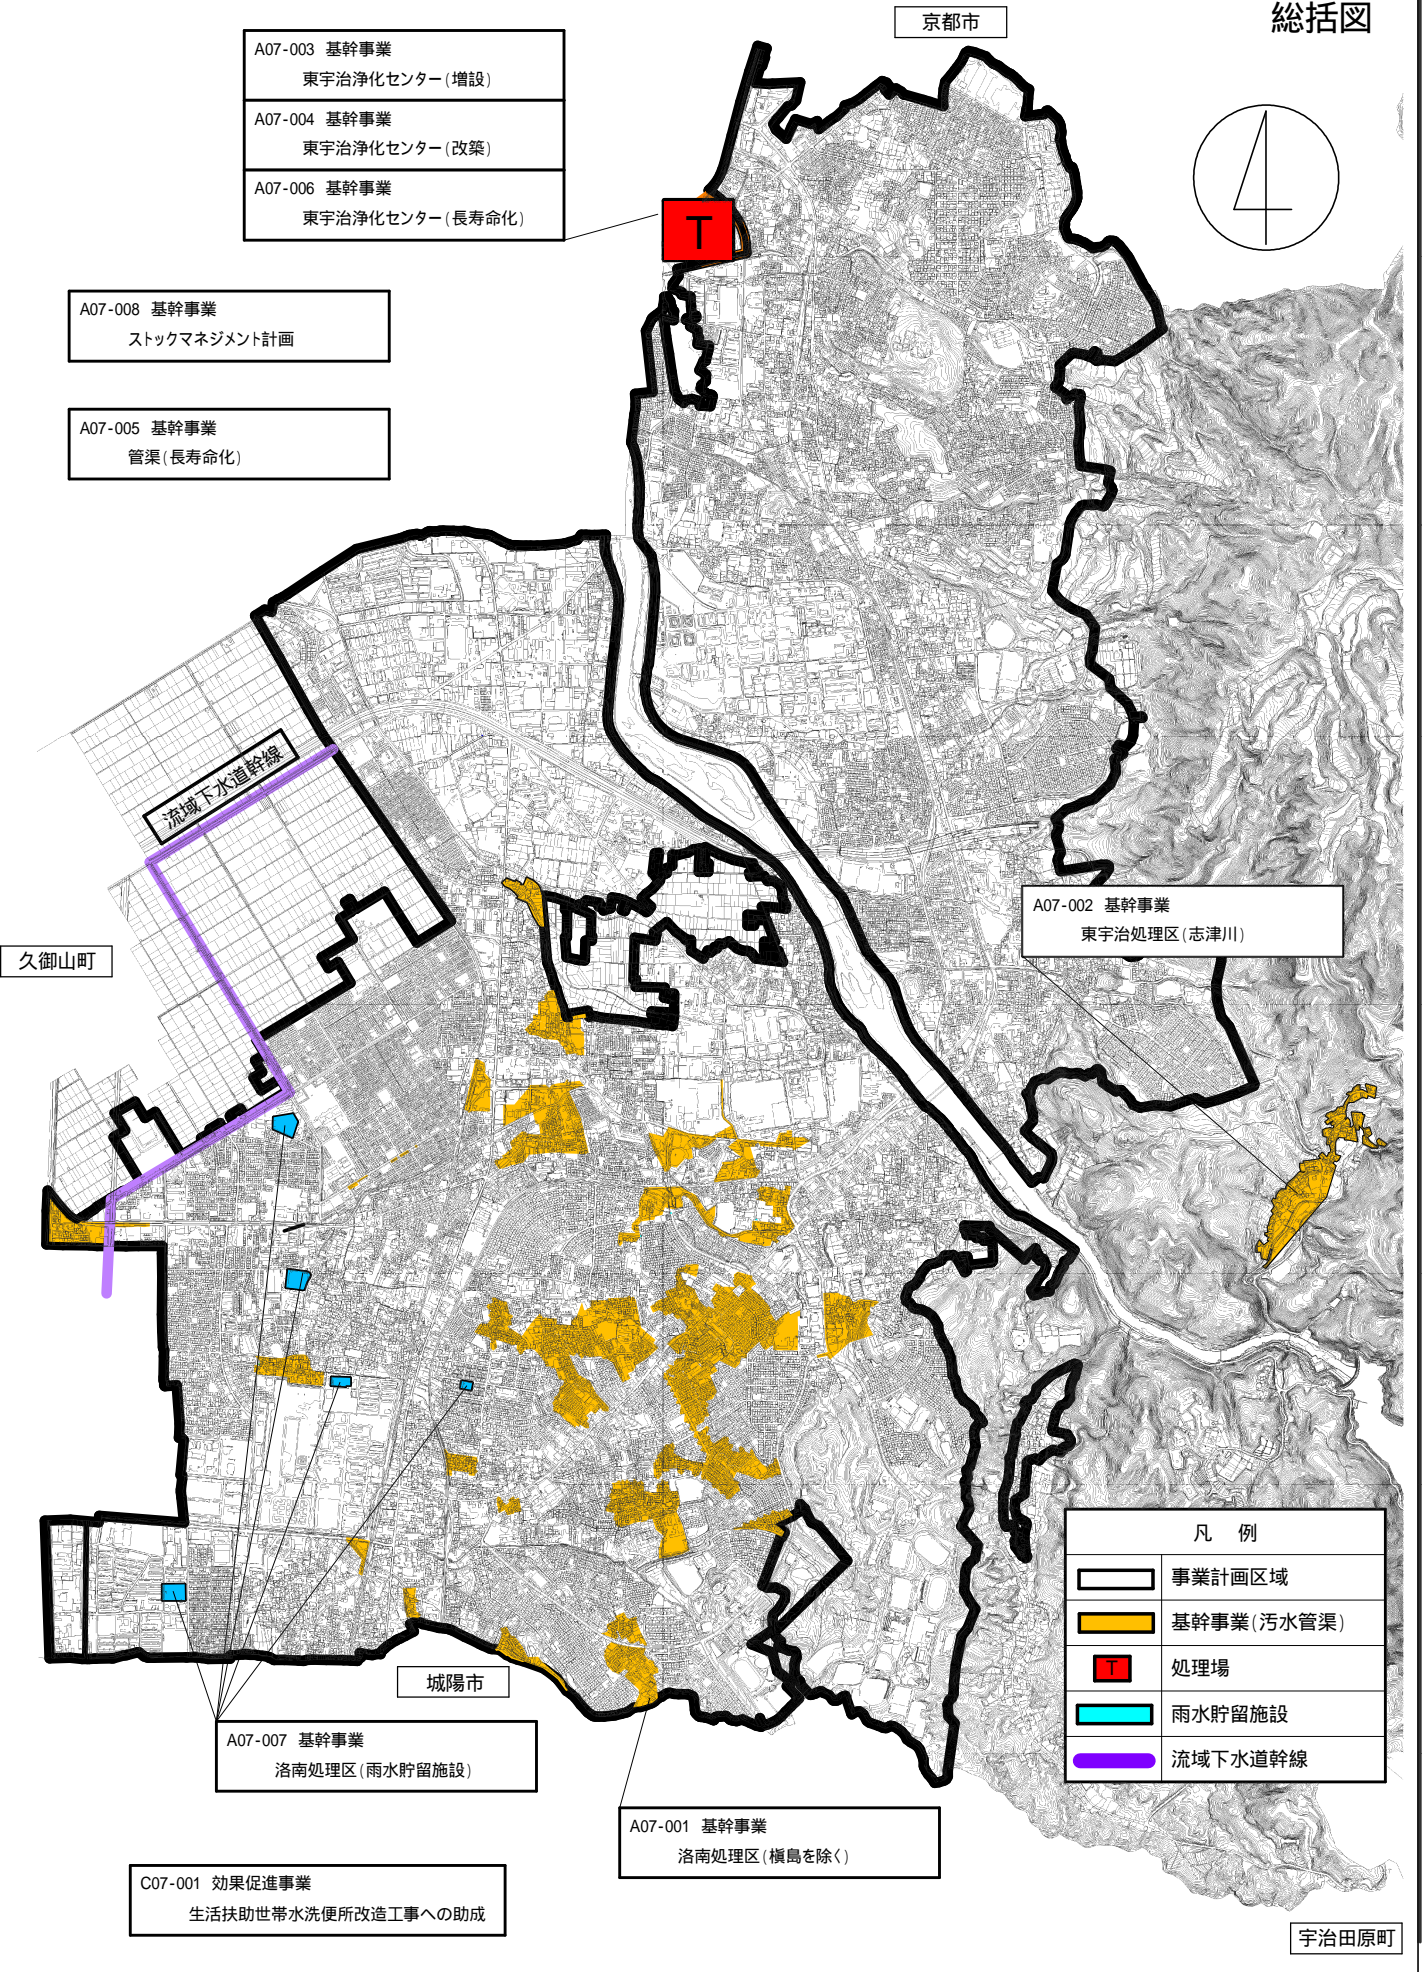 総括図
京都市
A07-003 基幹事業
東宇治浄化センター(増設)
A07-004 基幹事業
東宇治浄化センター(改築)
A07-006 基幹事業
東宇治浄化センター(長寿命化)
T
A07-008 基幹事業
ストックマネジメント計画
A07-005 基幹事業
管渠(長寿命化)
流域下水道幹線
久御山町
A07-002 基幹事業
東宇治処理区(志津川)
城陽市
A07-007 基幹事業
洛南処理区(雨水貯留施設)
A07-001 基幹事業
洛南処理区(槇島を除く)
C07-001 効果促進事業
生活扶助世帯水洗便所改造工事への助成
凡 例
事業計画区域
基幹事業(汚水管渠)
T 処理場
雨水貯留施設
流域下水道幹線
宇治田原町